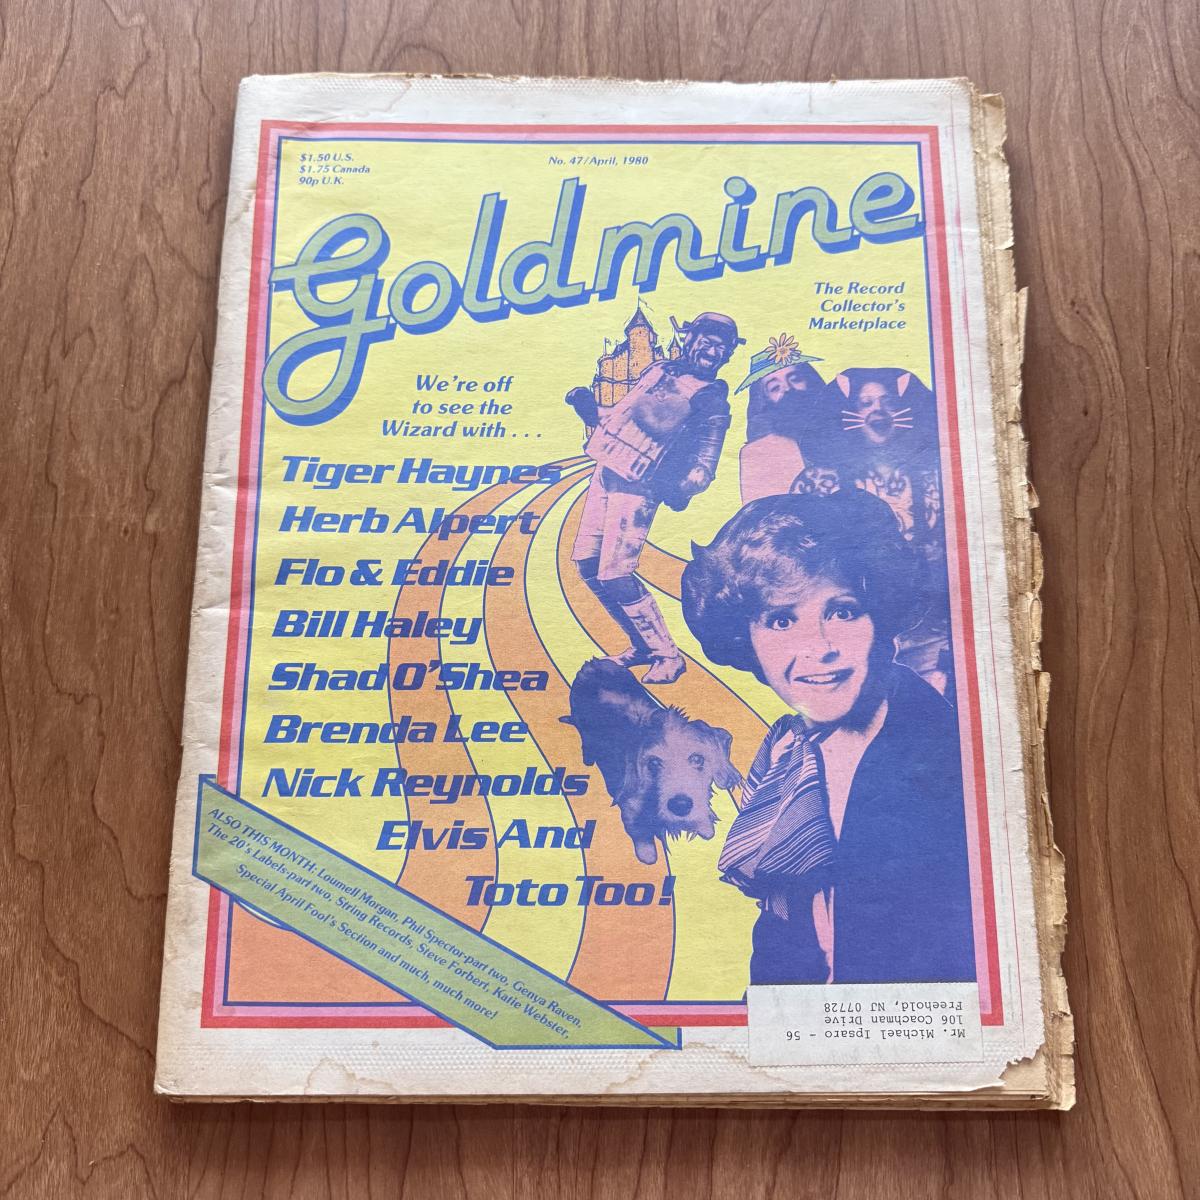 $1.50 U.S.
$1.75 Canada
90p U.K.
No. 47/April, 1980
Goldmine
The Record
Collector's
Marketplace
We're off
to see the
Wizard with . . .
Tiger Haynes
Herb Alpert
Flo & Eddie
Bill Haley
Shad O'Shea
Brenda Lee
Nick Reynolds
Elvis And
Toto Too!
ALSO THIS MONTH: Loumell Morgan, Phil Spector-part two, Genya Raven,
The 20's Labels-part two, String Records, Steve Forbert, Katie Webster,
Special April Fool's Section and much, much more!
Mr. Michael Ipsaro - 56
106 Coachman Drive
Freehold, NJ 07728